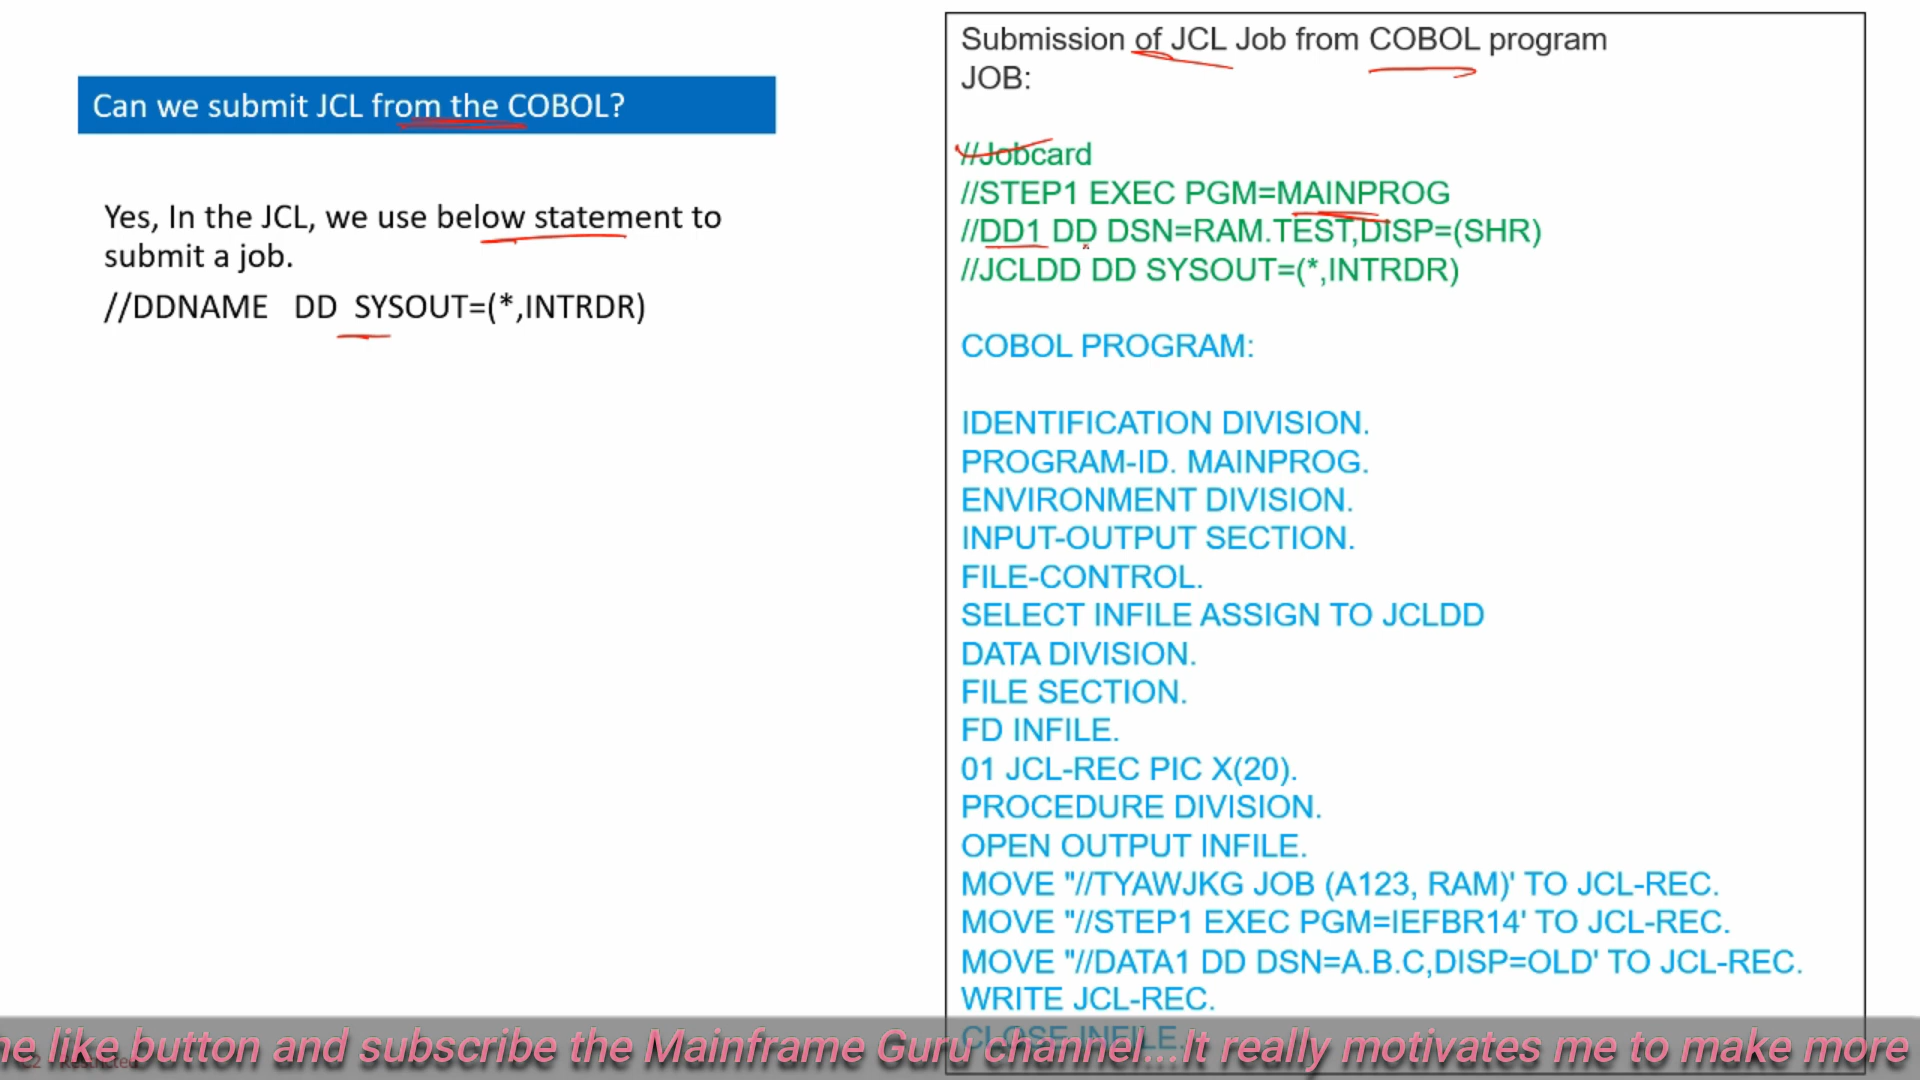 Can we submit JCL from the COBOL?
Yes, In the JCL, we use below statement to
submit a job.
//DDNAME DD SYSOUT=(*,INTRDR)
Submission of JCL Job from COBOL program
JOB:
//Jobcard
//STEP1 EXEC PGM=MAINPROG
//DD1 DD DSN=RAM.TEST,DISP=(SHR)
//JCLDD DD SYSOUT=(*,INTRDR)
COBOL PROGRAM:
IDENTIFICATION DIVISION.
PROGRAM-ID. MAINPROG.
ENVIRONMENT DIVISION.
INPUT-OUTPUT SECTION.
FILE-CONTROL.
SELECT INFILE ASSIGN TO JCLDD
DATA DIVISION.
FILE SECTION.
FD INFILE.
01 JCL-REC PIC X(20).
PROCEDURE DIVISION.
OPEN OUTPUT INFILE.
MOVE "//TYAWJKG JOB (A123, RAM)' TO JCL-REC.
MOVE "//STEP1 EXEC PGM=IEFBR14' TO JCL-REC.
MOVE "//DATA1 DD DSN=A.B.C,DISP=OLD' TO JCL-REC.
WRITE JCL-REC.
CLOSE INFILE.
he like button and subscribe the Mainframe Guru channel...It really motivates me to make more